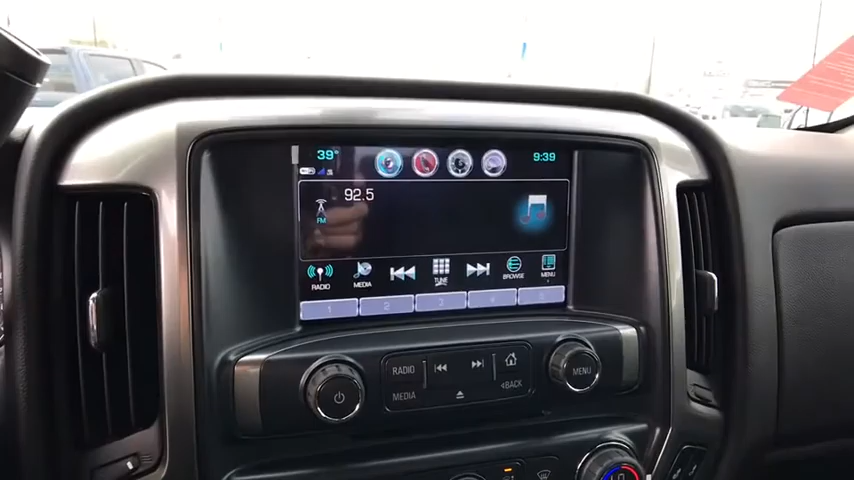 39° 9:39
92.5
FM
RADIO MEDIA TUNE BROWSE MENU
1 2 3 4 5
RADIO
MEDIA BACK
MENU
LO